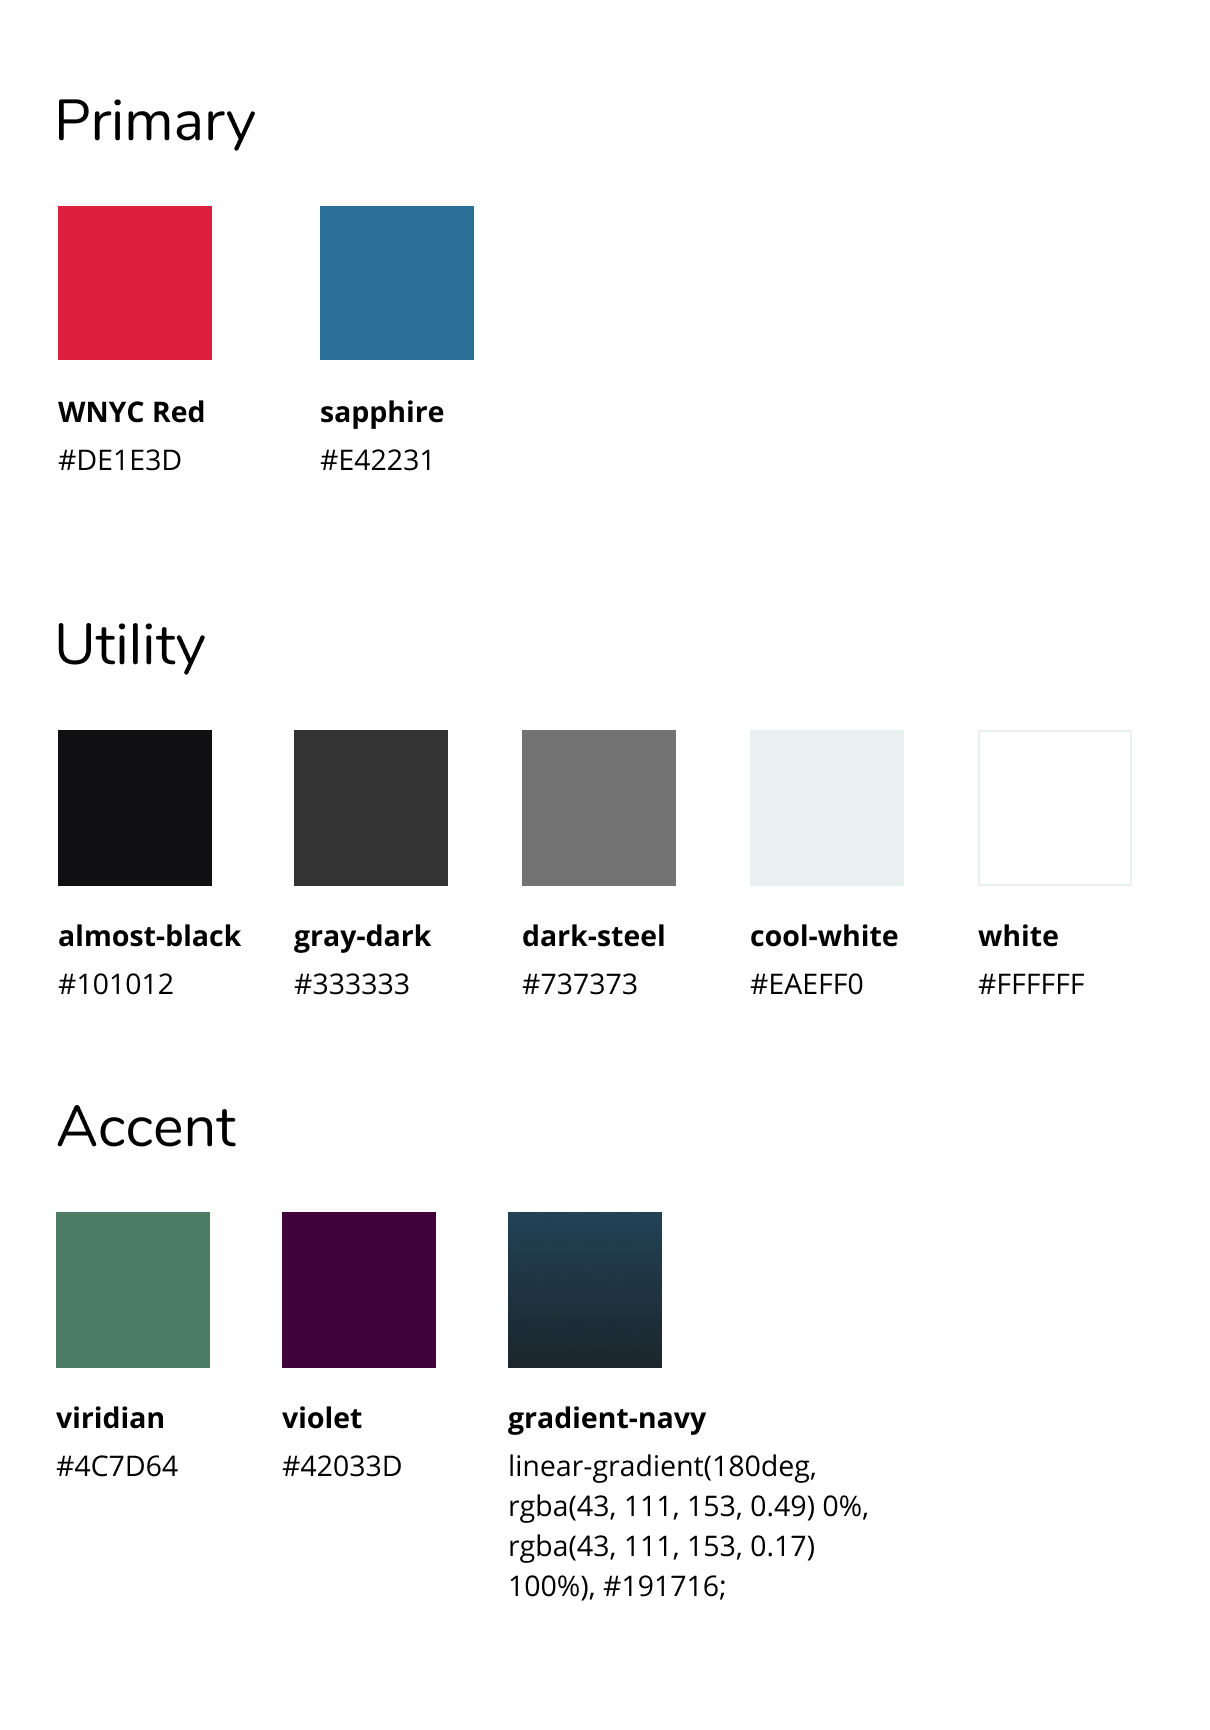 Primary
WNYC Red
#DE1E3D
sapphire
#E42231
Utility
almost-black
#101012
gray-dark
#333333
dark-steel
#737373
cool-white
#EAEFF0
white
#FFFFFF
Accent
viridian
#4C7D64
violet
#42033D
gradient-navy
linear-gradient(180deg,
rgba(43, 111, 153, 0.49) 0%,
rgba(43, 111, 153, 0.17)
100%), #191716;